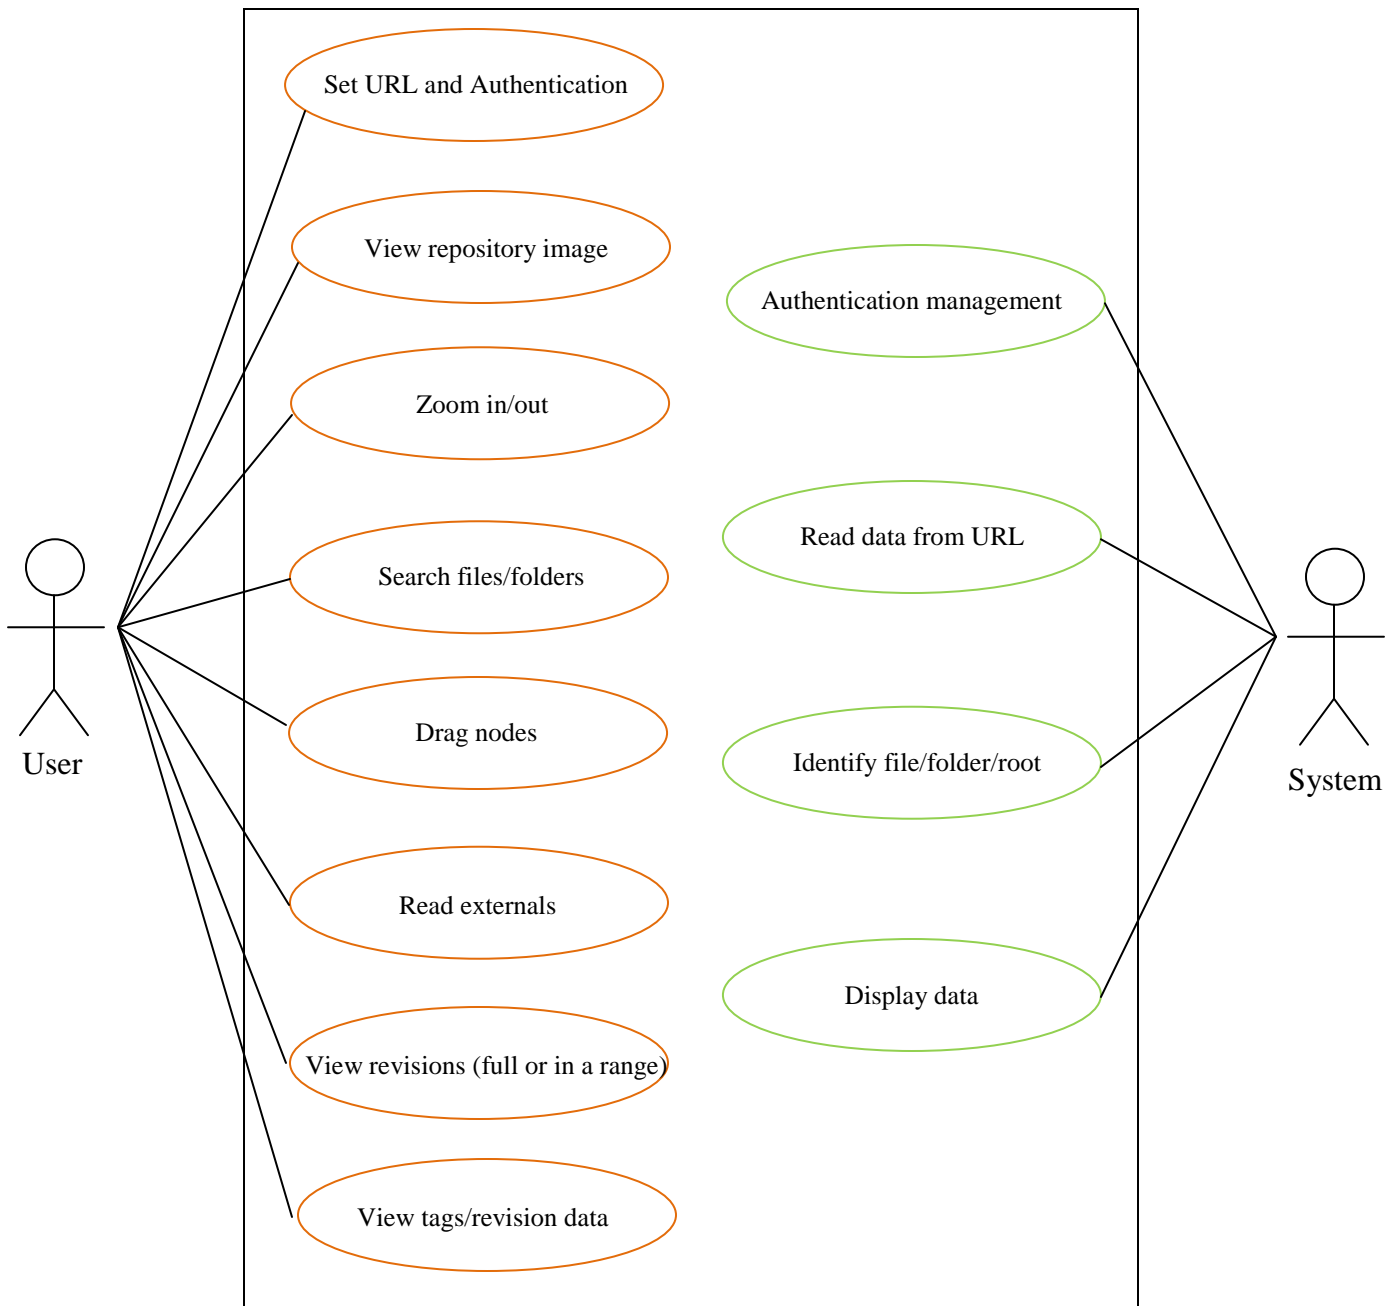 Set URL and Authentication
View repository image
Authentication management
Zoom in/out
Read data from URL
Search files/folders
Drag nodes
User
Identify file/folder/root
System
Read externals
Display data
View revisions (full or in a range)
View tags/revision data